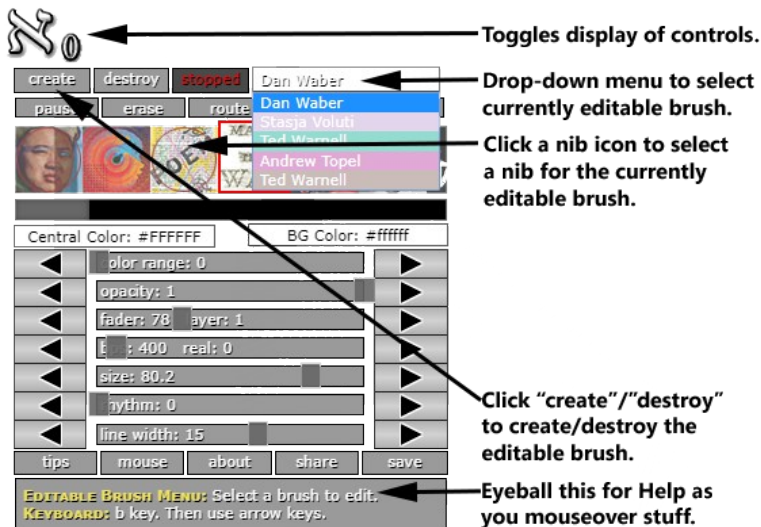 ℵ0
Toggles display of controls.
create destroy stopped Dan Waber
Drop-down menu to select
currently editable brush.
erase route
Dan Waber
Stasja Voluti
Ted Warnell
Andrew Topel
Ted Warnell
POEM
Click a nib icon to select
a nib for the currently
editable brush.
Central Color: #FFFFFF BG Color: #ffffff
color range: 0
opacity: 1
fader: 78 layer: 1
: 400 real: 0
size: 80.2
rhythm: 0
line width: 15
Click “create”/”destroy”
to create/destroy the
editable brush.
tips mouse about share save
EDITABLE BRUSH MENU: Select a brush to edit.
KEYBOARD: b key. Then use arrow keys.
Eyeball this for Help as
you mouseover stuff.